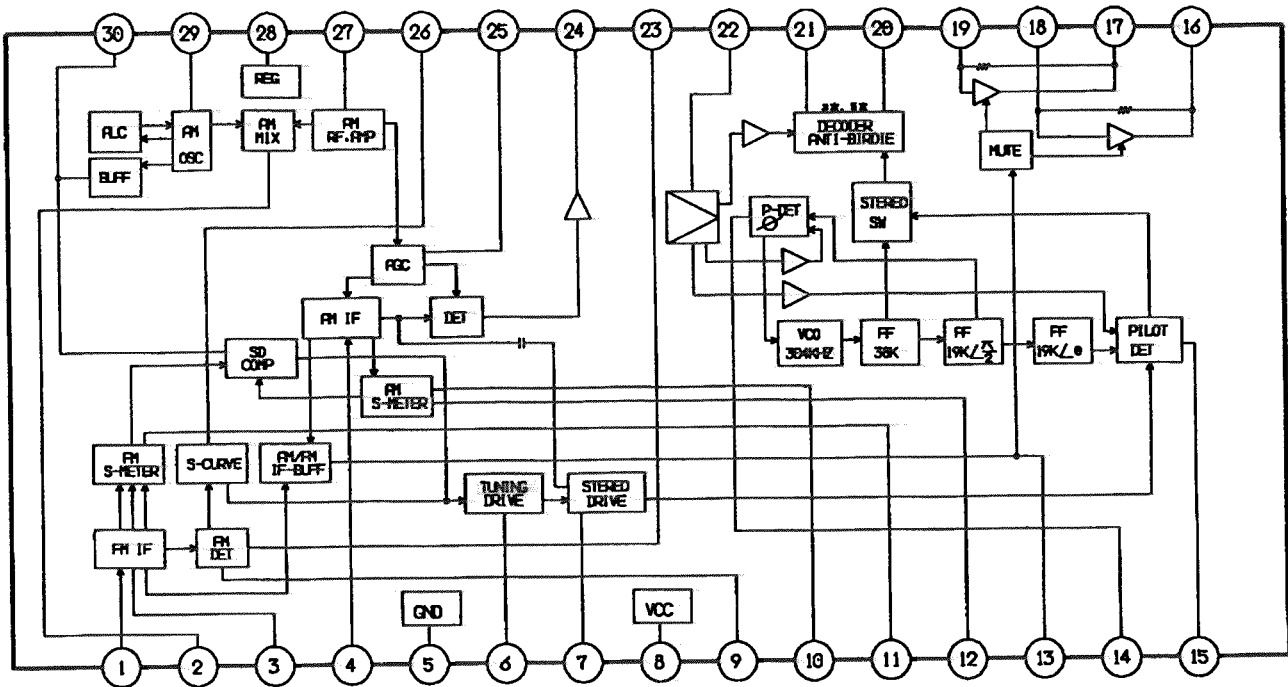 30 29 28 27 26 25 24 23 22 21 20 19 18 17 16
REG
ALC
AM
OSC
AM
MIX
AM
RF.AMP
DECODER
ANTI-BIRDIE
MUTE
BUFF
STEREO
SW
P-DET
AGC
AM IF
DET
SD
COMP
VCO
304KHZ
FF
38K
FF
19K/π/2
FF
19K/0
PILOT
DET
AM
S-METER
FM
S-METER
S-CURVE
AM/FM
IF-BUFF
TUNING
DRIVE
STEREO
DRIVE
FM IF
FM
DET
GND
VCC
1 2 3 4 5 6 7 8 9 10 11 12 13 14 15